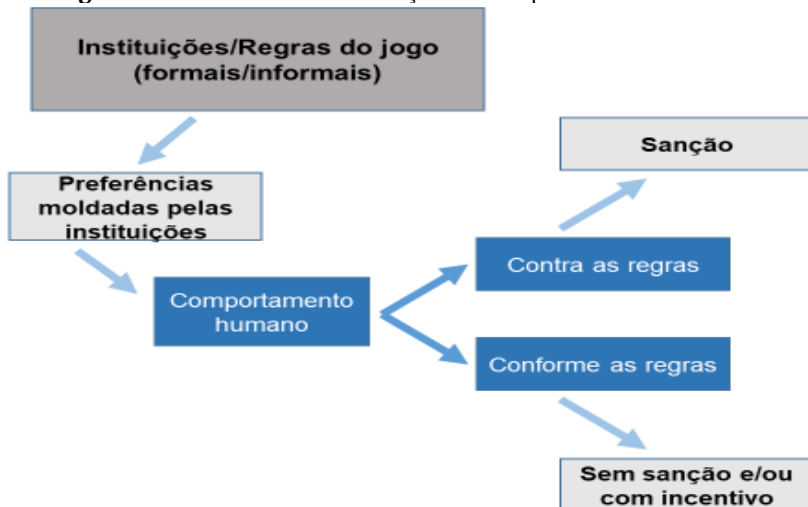 Instituições/Regras do jogo
(formais/informais)
Sanção
Preferências
moldadas pelas
instituições
Contra as regras
Comportamento
humano
Conforme as regras
Sem sanção e/ou
com incentivo